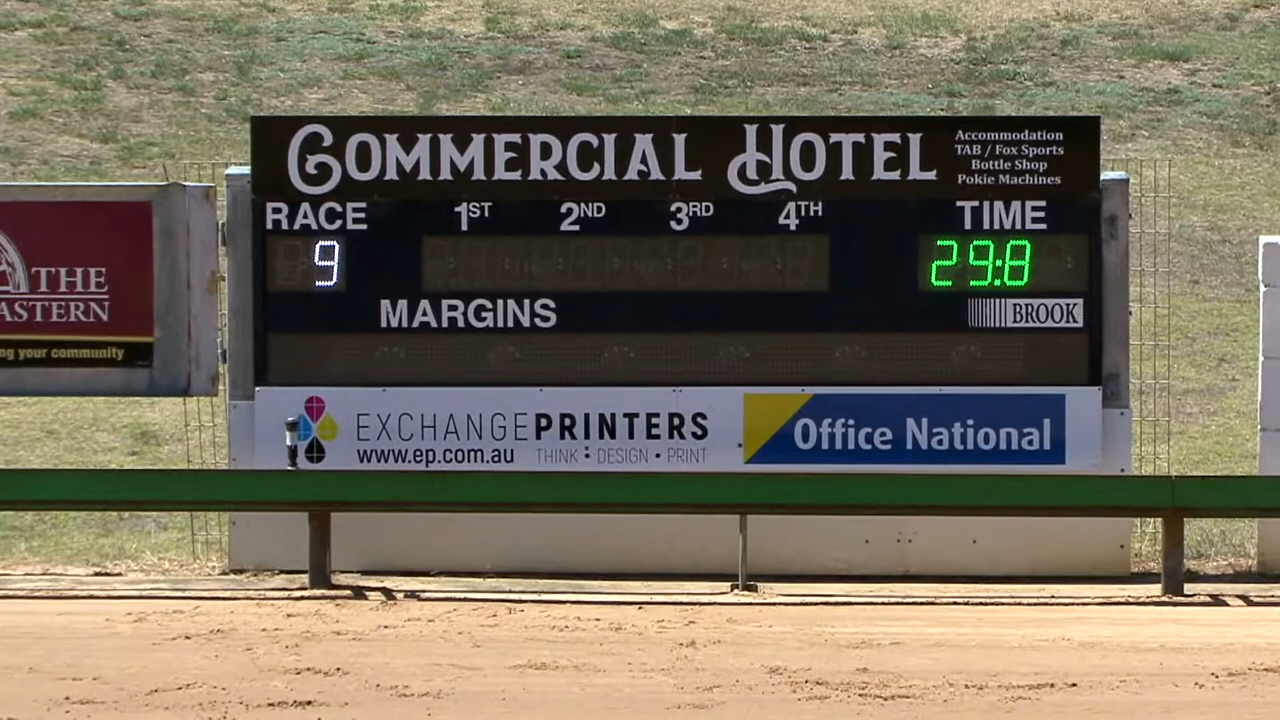 COMMERCIAL HOTEL
Accommodation
TAB / Fox Sports
Bottle Shop
Pokie Machines
RACE 1ST 2ND 3RD 4TH TIME
9 29:8
MARGINS
BROOK
THE
ASTERN
ng your community
EXCHANGEPRINTERS
www.ep.com.au THINK : DESIGN • PRINT
Office National